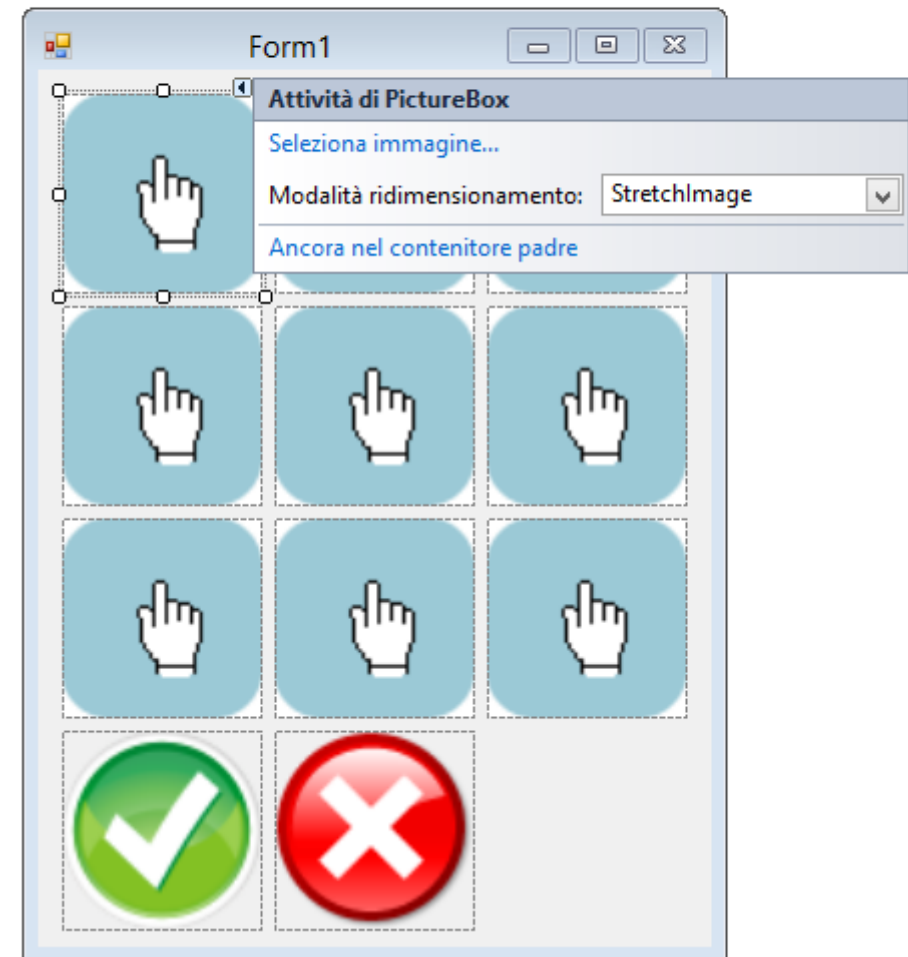 Form1
Attività di PictureBox
Seleziona immagine...
Modalità ridimensionamento: StretchImage
Ancora nel contenitore padre